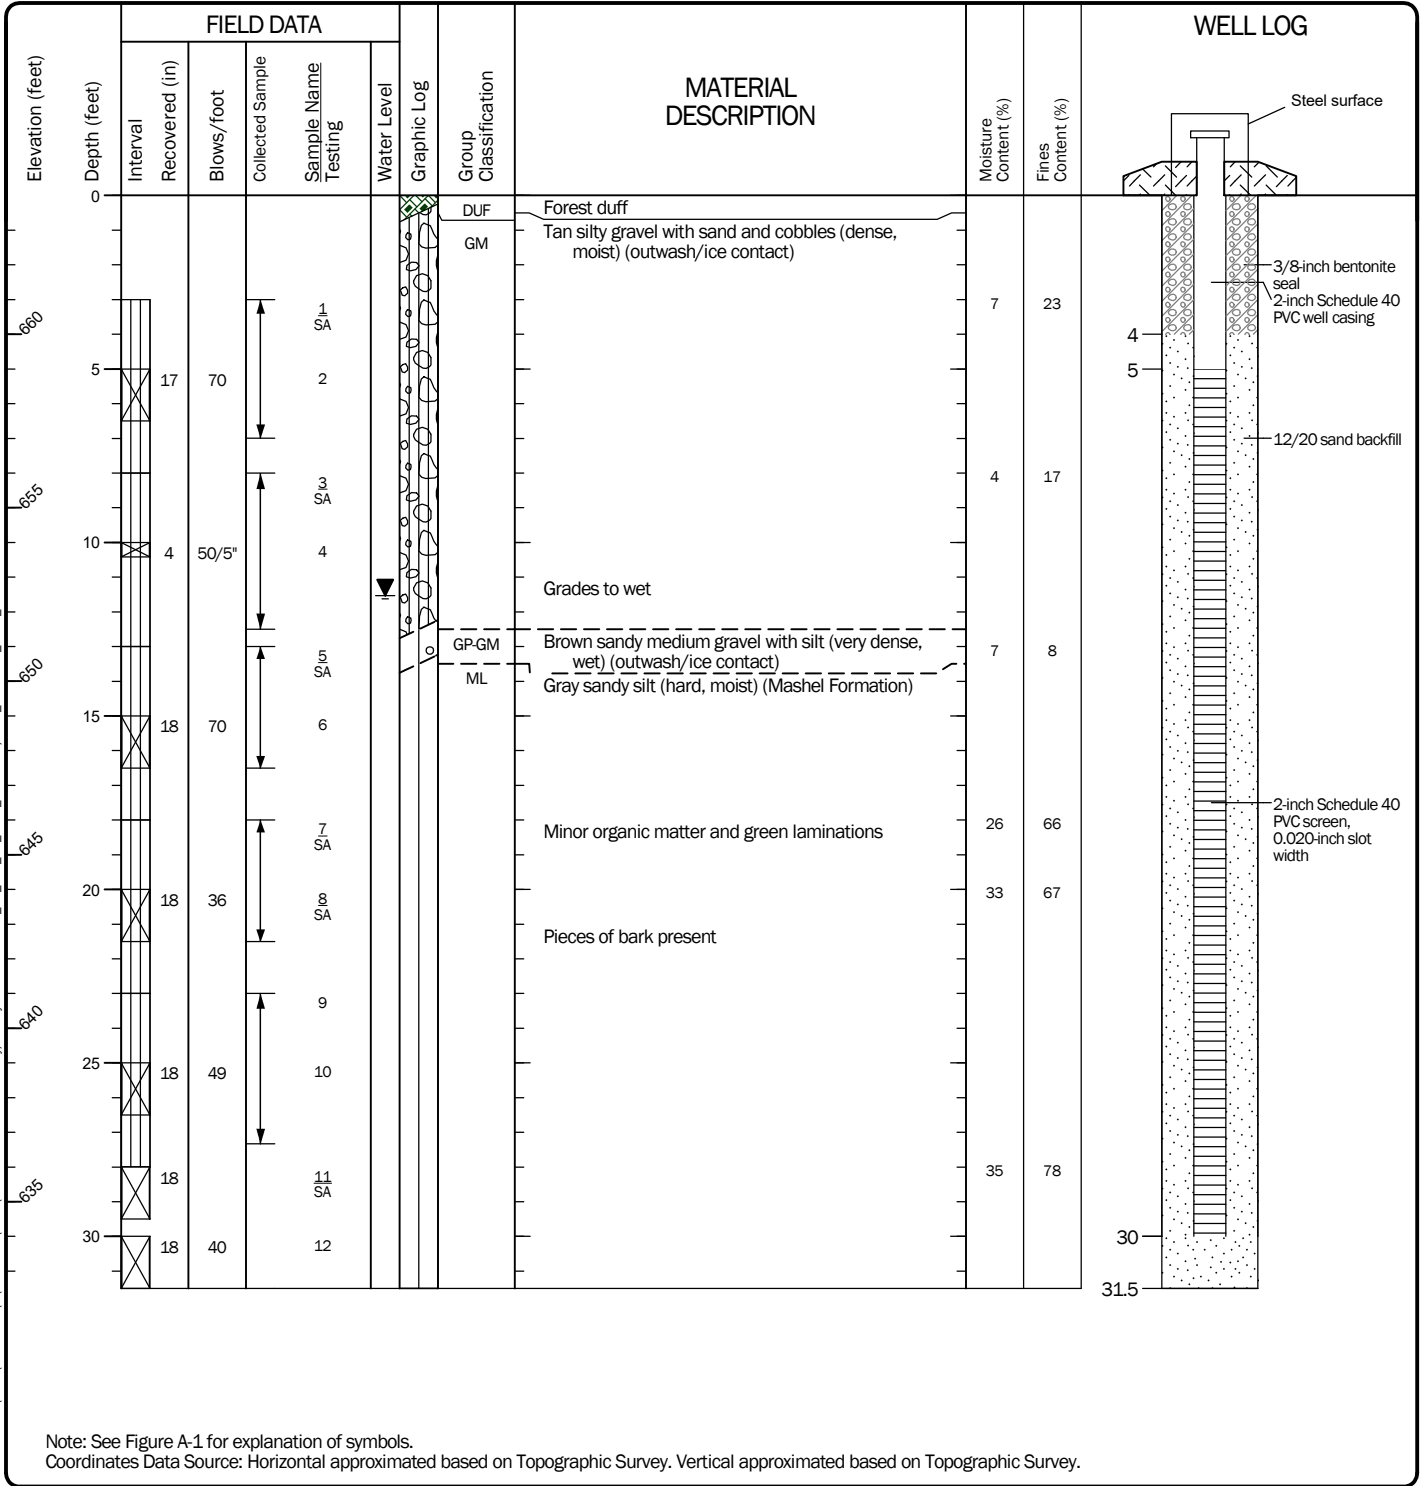 FIELD DATA
WELL LOG
Elevation (feet)
Depth (feet)
Interval
Recovered (in)
Blows/foot
Collected Sample
Sample Name
Testing
Water Level
Graphic Log
Group
Classification
MATERIAL
DESCRIPTION
Moisture
Content (%)
Fines
Content (%)
Steel surface
0
DUF
Forest duff
GM
Tan silty gravel with sand and cobbles (dense,
moist) (outwash/ice contact)
3/8-inch bentonite
seal
2-inch Schedule 40
PVC well casing
660
1
SA
7
23
4
5
17
70
2
5
12/20 sand backfill
655
3
SA
4
17
10
4
50/5"
4
Grades to wet
GP-GM
Brown sandy medium gravel with silt (very dense,
wet) (outwash/ice contact)
650
5
SA
7
8
ML
Gray sandy silt (hard, moist) (Mashel Formation)
15
18
70
6
645
7
SA
Minor organic matter and green laminations
26
66
2-inch Schedule 40
PVC screen,
0.020-inch slot
width
20
18
36
8
SA
33
67
Pieces of bark present
640
9
25
18
49
10
635
18
11
SA
35
78
30
18
40
12
30
31.5
Note: See Figure A-1 for explanation of symbols.
Coordinates Data Source: Horizontal approximated based on Topographic Survey. Vertical approximated based on Topographic Survey.